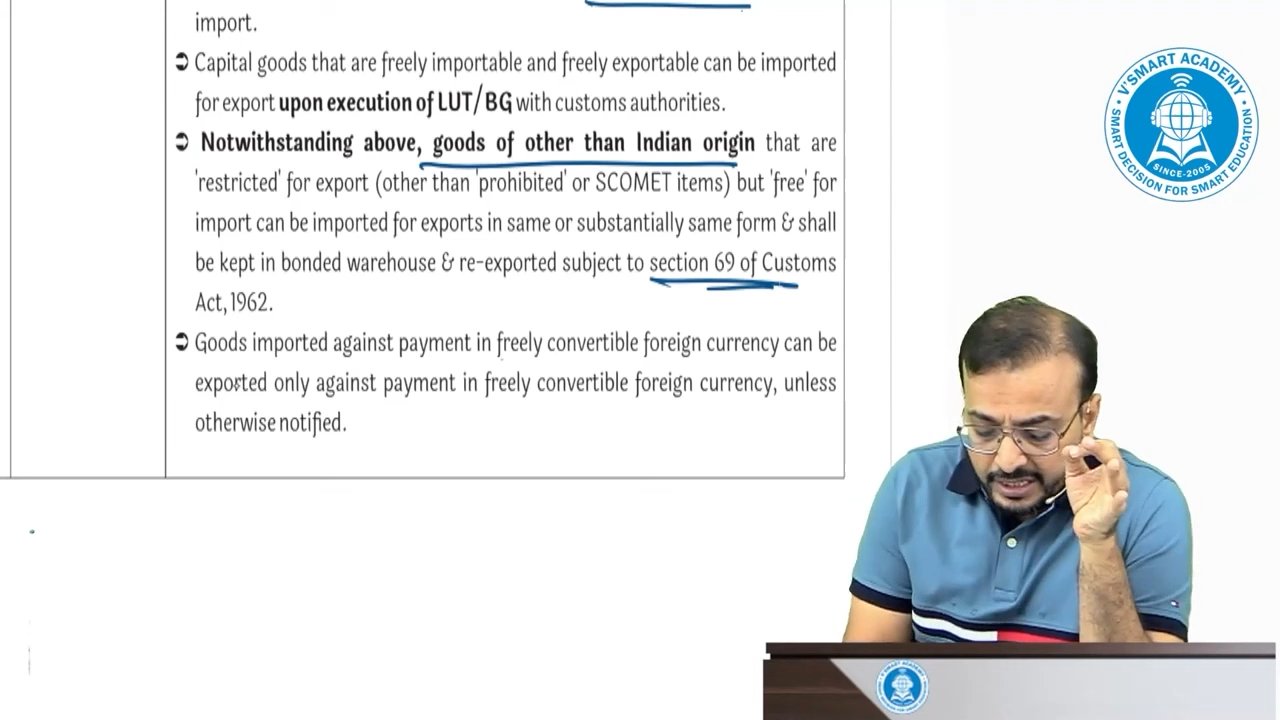 import.
➲ Capital goods that are freely importable and freely exportable can be imported
for export upon execution of LUT/BG with customs authorities.
➲ Notwithstanding above, goods of other than Indian origin that are
'restricted' for export (other than 'prohibited' or SCOMET items) but 'free' for
import can be imported for exports in same or substantially same form & shall
be kept in bonded warehouse & re-exported subject to section 69 of Customs
Act, 1962.
➲ Goods imported against payment in freely convertible foreign currency can be
exported only against payment in freely convertible foreign currency, unless
otherwise notified.
V'SMART ACADEMY
SINCE-2005
SMART DECISION FOR SMART EDUCATION
V'SMART ACADEMY